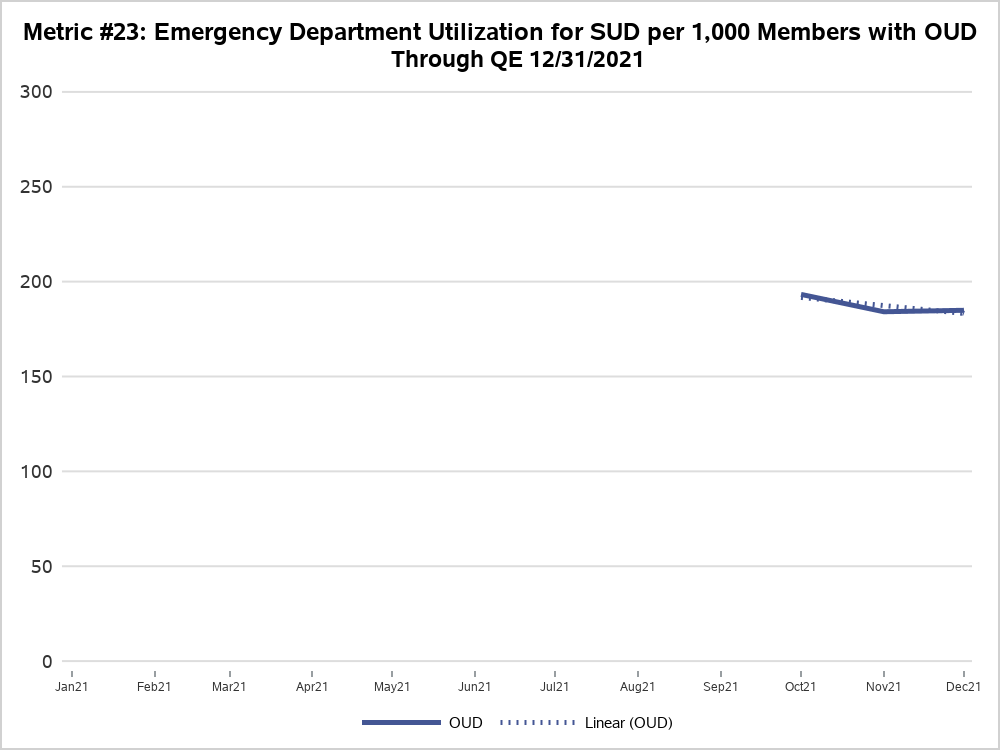 Metric #23: Emergency Department Utilization for SUD per 1,000 Members with OUD
Through QE 12/31/2021
300
250
200
150
100
50
0
Jan21 Feb21 Mar21 Apr21 May21 Jun21 Jul21 Aug21 Sep21 Oct21 Nov21 Dec21
OUD Linear (OUD)